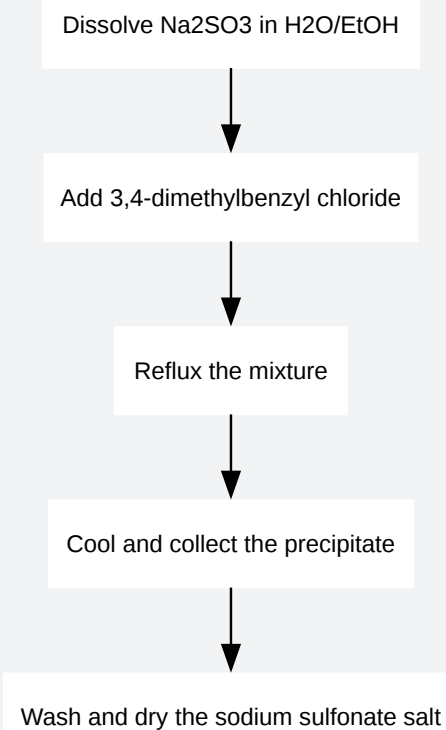 Dissolve Na2SO3 in H2O/EtOH
Add 3,4-dimethylbenzyl chloride
Reflux the mixture
Cool and collect the precipitate
Wash and dry the sodium sulfonate salt